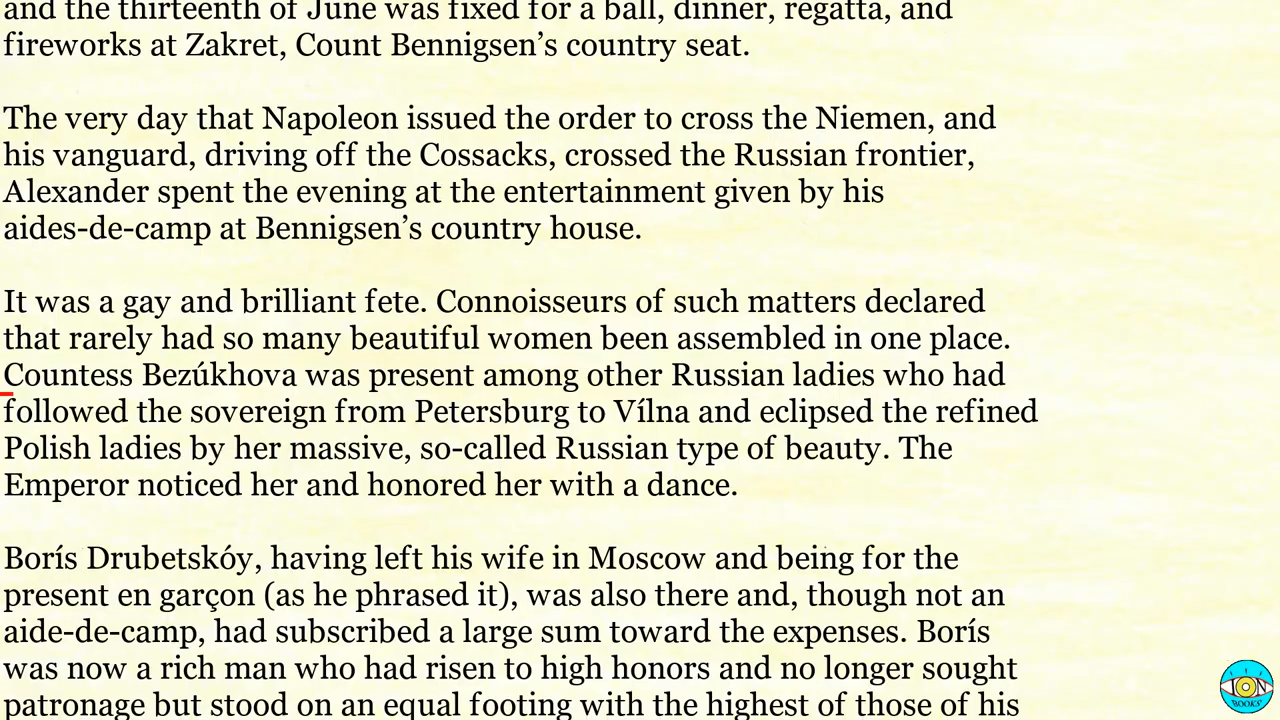 and the thirteenth of June was fixed for a ball, dinner, regatta, and
fireworks at Zakret, Count Bennigsen’s country seat.
The very day that Napoleon issued the order to cross the Niemen, and
his vanguard, driving off the Cossacks, crossed the Russian frontier,
Alexander spent the evening at the entertainment given by his
aides-de-camp at Bennigsen’s country house.
It was a gay and brilliant fete. Connoisseurs of such matters declared
that rarely had so many beautiful women been assembled in one place.
Countess Bezúkhova was present among other Russian ladies who had
followed the sovereign from Petersburg to Vílna and eclipsed the refined
Polish ladies by her massive, so-called Russian type of beauty. The
Emperor noticed her and honored her with a dance.
Borís Drubetskóy, having left his wife in Moscow and being for the
present en garçon (as he phrased it), was also there and, though not an
aide-de-camp, had subscribed a large sum toward the expenses. Borís
was now a rich man who had risen to high honors and no longer sought
patronage but stood on an equal footing with the highest of those of his
ION
BOOKS